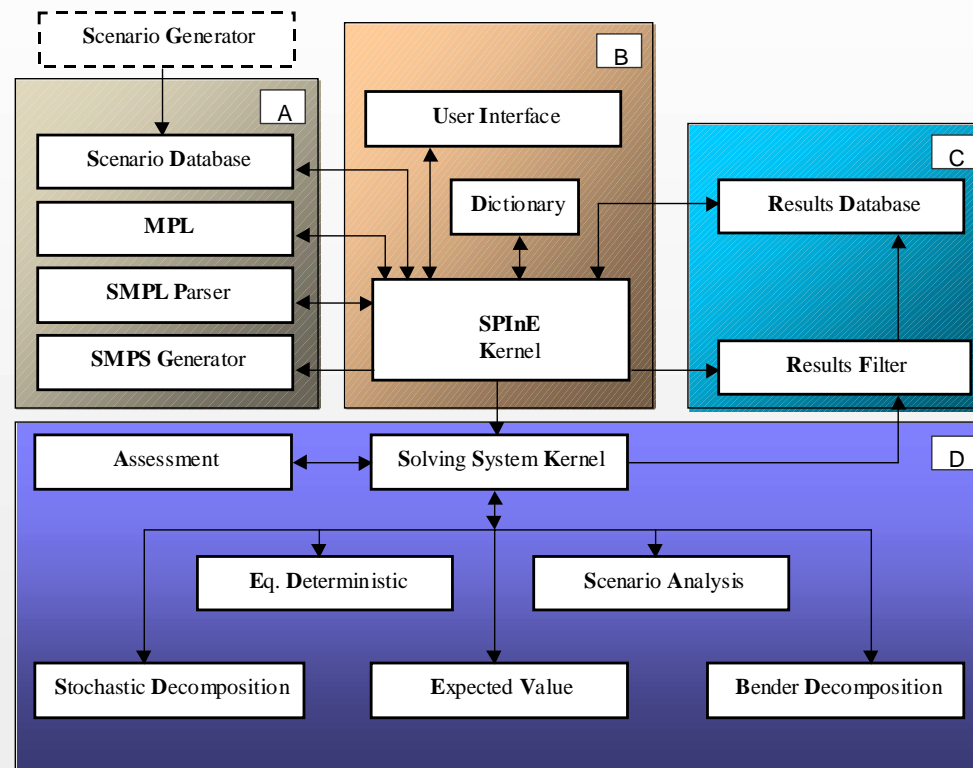 Scenario Generator
A
Scenario Database
MPL
SMPL Parser
SMPS Generator
B
User Interface
Dictionary
SPInE
Kernel
C
Results Database
Results Filter
D
Assessment
Solving System Kernel
Eq. Deterministic
Scenario Analysis
Stochastic Decomposition
Expected Value
Bender Decomposition